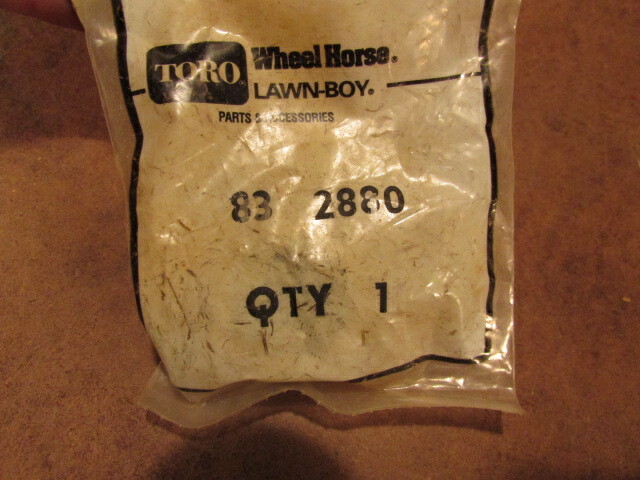 TORO Wheel Horse®
LAWN-BOY®
PARTS & ACCESSORIES
83 2880
QTY 1